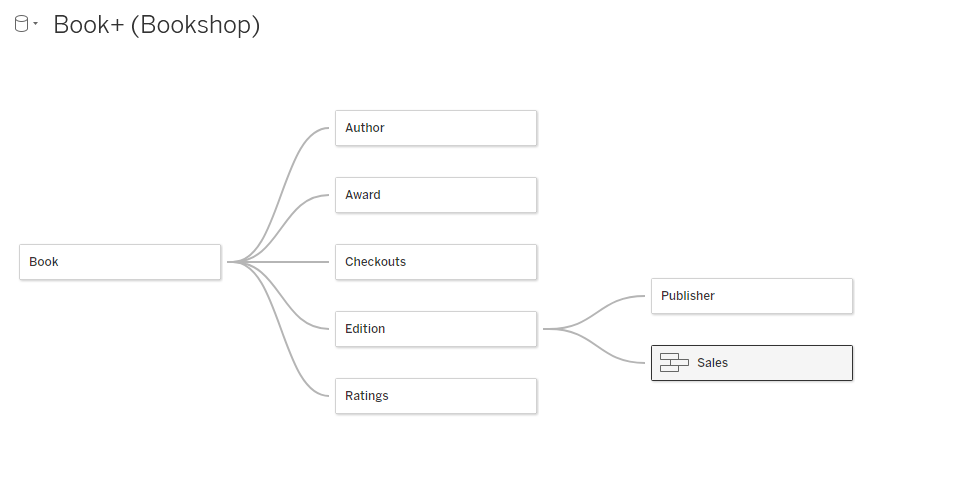 Book+ (Bookshop)
Author
Award
Book
Checkouts
Publisher
Edition
Sales
Ratings